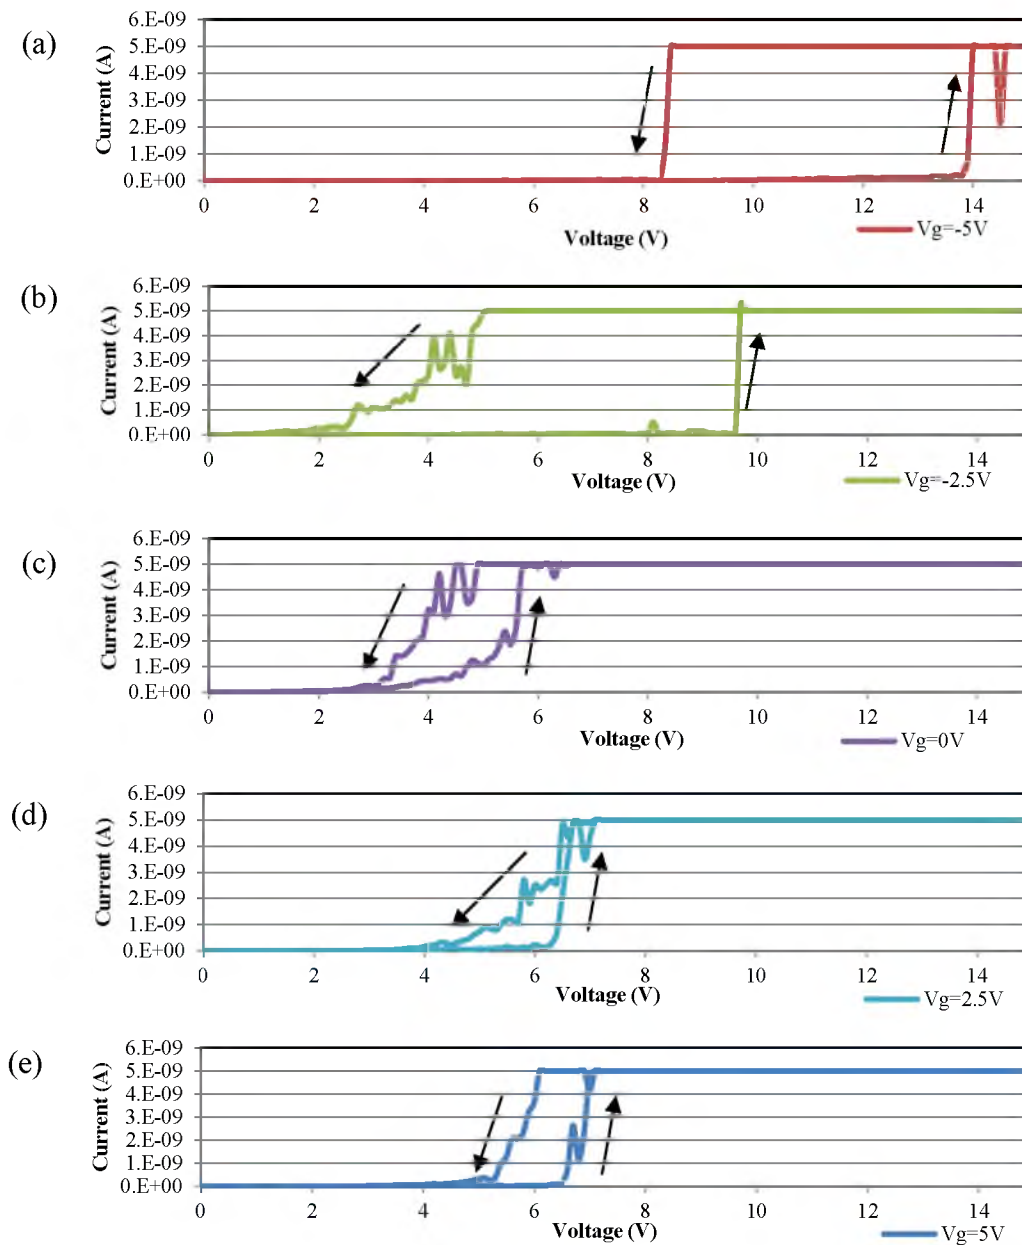 (a)
Current (A)
6.E-09
5.E-09
4.E-09
3.E-09
2.E-09
1.E-09
0.E+00
0 2 4 6 8 10 12 14
Voltage (V)
Vg=-5V
(b)
Current (A)
6.E-09
5.E-09
4.E-09
3.E-09
2.E-09
1.E-09
0.E+00
0 2 4 6 8 10 12 14
Voltage (V)
Vg=-2.5V
(c)
Current (A)
6.E-09
5.E-09
4.E-09
3.E-09
2.E-09
1.E-09
0.E+00
0 2 4 6 8 10 12 14
Voltage (V)
Vg=0V
(d)
Current (A)
6.E-09
5.E-09
4.E-09
3.E-09
2.E-09
1.E-09
0.E+00
0 2 4 6 8 10 12 14
Voltage (V)
Vg=2.5V
(e)
Current (A)
6.E-09
5.E-09
4.E-09
3.E-09
2.E-09
1.E-09
0.E+00
0 2 4 6 8 10 12 14
Voltage (V)
Vg=5V